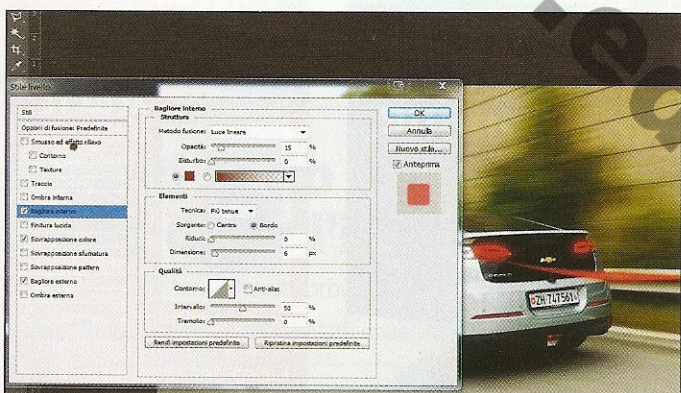 Stile livello
Stili
Opzioni di fusione: Predefinite
Smusso ed effetto rilievo
Contorno
Texture
Traccia
Ombra interna
Bagliore interno
Finitura lucida
Sovrapposizione colore
Sovrapposizione sfumatura
Sovrapposizione pattern
Bagliore esterno
Ombra esterna
Bagliore interno
Struttura
Metodo fusione: Luce lineare
Opacità: 15 %
Disturbo: 0 %
Elementi
Tecnica: Più tenue
Sorgente: Centro Bordo
Riduci: 0 %
Dimensione: 6 px
Qualità
Contorno: Anti-alias
Intervallo: 50 %
Tremolio: 0 %
Rendi impostazioni predefinite Ripristina impostazioni predefinite
OK
Annulla
Nuovo stile...
Anteprima
ZH·747561